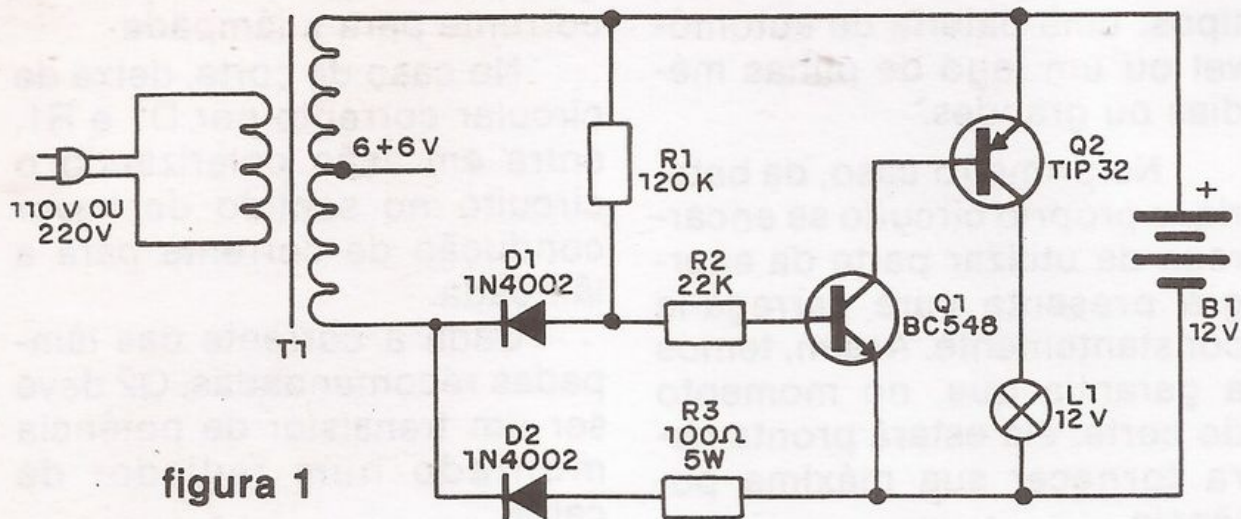 6+6V
110V OU
220V
T1
R1
120K
D1
1N4002
R2
22K
Q1
BC548
Q2
TIP 32
+
B1
12V
L1
12V
D2
1N4002
R3
100Ω
5W
figura 1